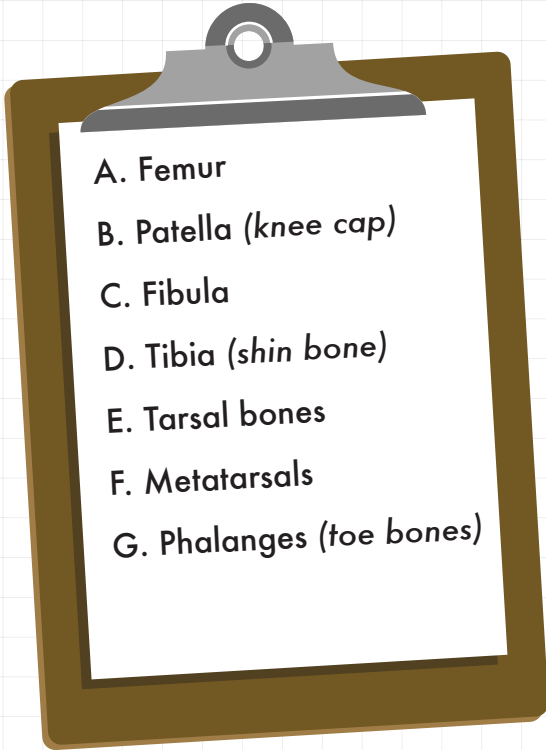 A. Femur
B. Patella (knee cap)
C. Fibula
D. Tibia (shin bone)
E. Tarsal bones
F. Metatarsals
G. Phalanges (toe bones)